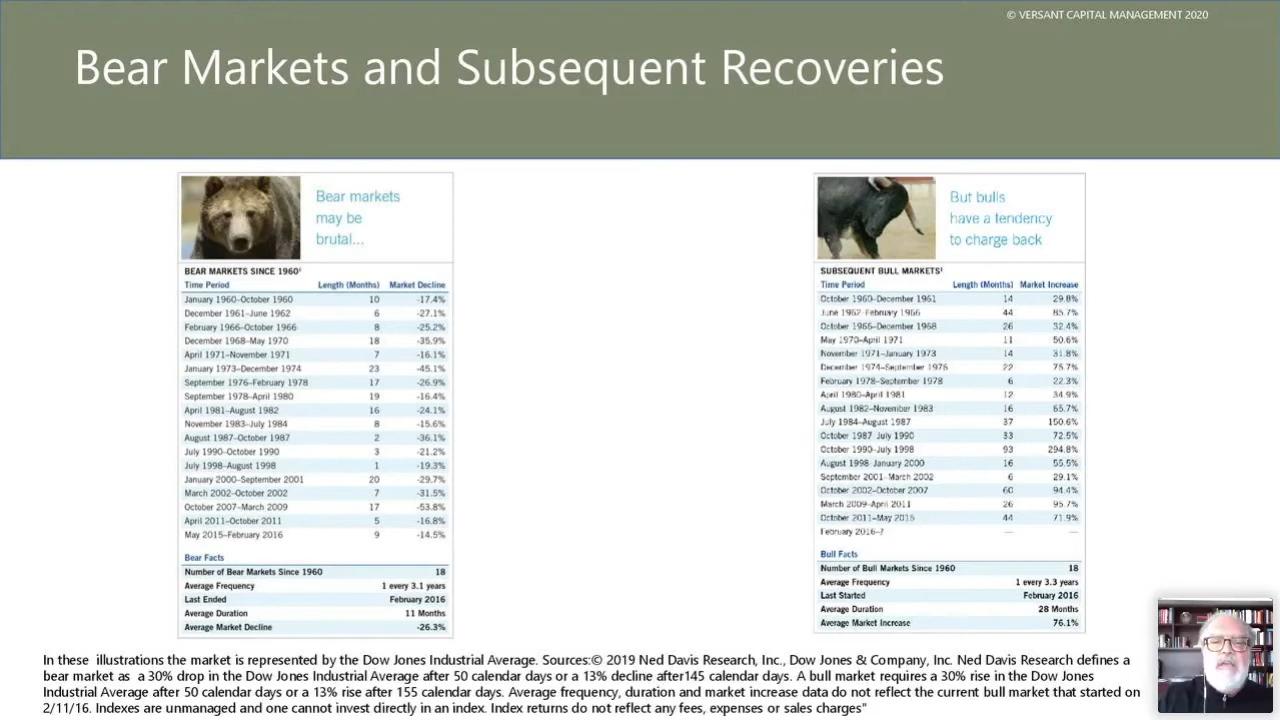 © VERSANT CAPITAL MANAGEMENT 2020
Bear Markets and Subsequent Recoveries
Bear markets
may be
brutal...
BEAR MARKETS SINCE 1960¹
Time Period Length (Months) Market Decline
January 1960–October 1960 10 -17.4%
December 1961–June 1962 6 -27.1%
February 1966–October 1966 8 -25.2%
December 1968–May 1970 18 -35.9%
April 1971–November 1971 7 -16.1%
January 1973–December 1974 23 -45.1%
September 1976–February 1978 17 -26.9%
September 1978–April 1980 19 -16.4%
April 1981–August 1982 16 -24.1%
November 1983–July 1984 8 -15.6%
August 1987–October 1987 2 -36.1%
July 1990–October 1990 3 -21.2%
July 1998–August 1998 1 -19.3%
January 2000–September 2001 20 -29.7%
March 2002–October 2002 7 -31.5%
October 2007–March 2009 17 -53.8%
April 2011–October 2011 5 -16.8%
May 2015–February 2016 9 -14.5%
Bear Facts
Number of Bear Markets Since 1960 18
Average Frequency 1 every 3.1 years
Last Ended February 2016
Average Duration 11 Months
Average Market Decline -26.3%
But bulls
have a tendency
to charge back
SUBSEQUENT BULL MARKETS¹
Time Period Length (Months) Market Increase
October 1960–December 1961 14 29.8%
June 1962–February 1966 44 85.7%
October 1966–December 1968 26 32.4%
May 1970–April 1971 11 50.6%
November 1971–January 1973 14 31.8%
December 1974–September 1976 22 75.7%
February 1978–September 1978 6 22.3%
April 1980–April 1981 12 34.9%
August 1982–November 1983 16 65.7%
July 1984–August 1987 37 150.6%
October 1987–July 1990 33 72.5%
October 1990–July 1998 93 294.8%
August 1998–January 2000 16 55.5%
September 2001–March 2002 6 29.1%
October 2002–October 2007 60 94.4%
March 2009–April 2011 26 95.7%
October 2011–May 2015 44 71.9%
February 2016–? — —
Bull Facts
Number of Bull Markets Since 1960 18
Average Frequency 1 every 3.3 years
Last Started February 2016
Average Duration 28 Months
Average Market Increase 76.1%
In these illustrations the market is represented by the Dow Jones Industrial Average. Sources:© 2019 Ned Davis Research, Inc., Dow Jones & Company, Inc. Ned Davis Research defines a
bear market as a 30% drop in the Dow Jones Industrial Average after 50 calendar days or a 13% decline after145 calendar days. A bull market requires a 30% rise in the Dow Jones
Industrial Average after 50 calendar days or a 13% rise after 155 calendar days. Average frequency, duration and market increase data do not reflect the current bull market that started on
2/11/16. Indexes are unmanaged and one cannot invest directly in an index. Index returns do not reflect any fees, expenses or sales charges"